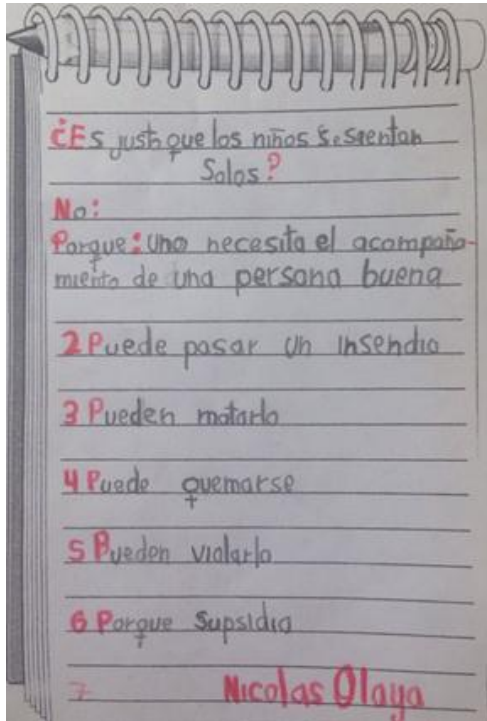 ¿Es justo que los niños se sientan
Solos?
No:
Porque: Uno necesita el acompaña-
miento de una persona buena
2 Puede pasar un insendio
3 Pueden matarlo
4 Puede quemarse
5 Pueden violarlo
6 Porque Supsidia
7 Nicolas Olaya